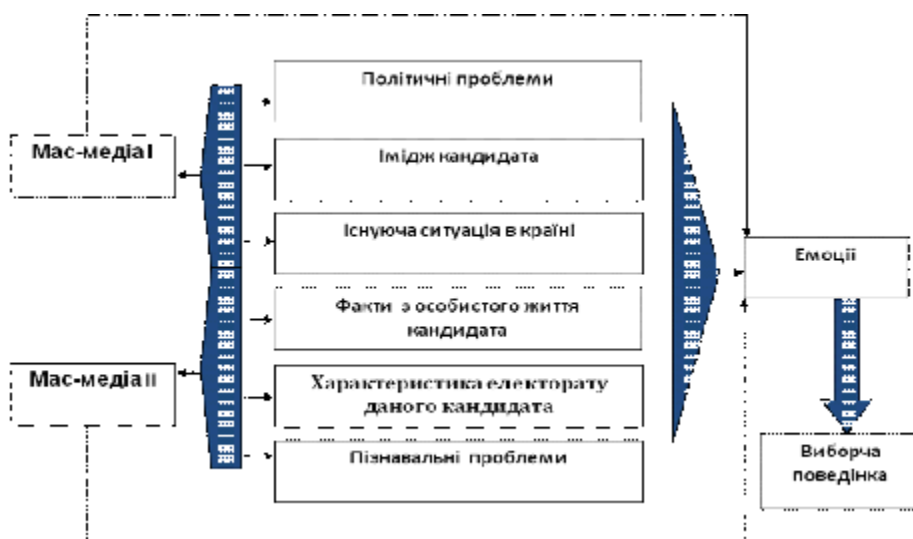 Політичні проблеми
Мас-медіа I
Імідж кандидата
Існуюча ситуація в країні
Емоції
Факти з особистого життя
кандидата
Мас-медіа II
Характеристика електорату
даного кандидата
Пізнавальні проблеми
Виборча
поведінка